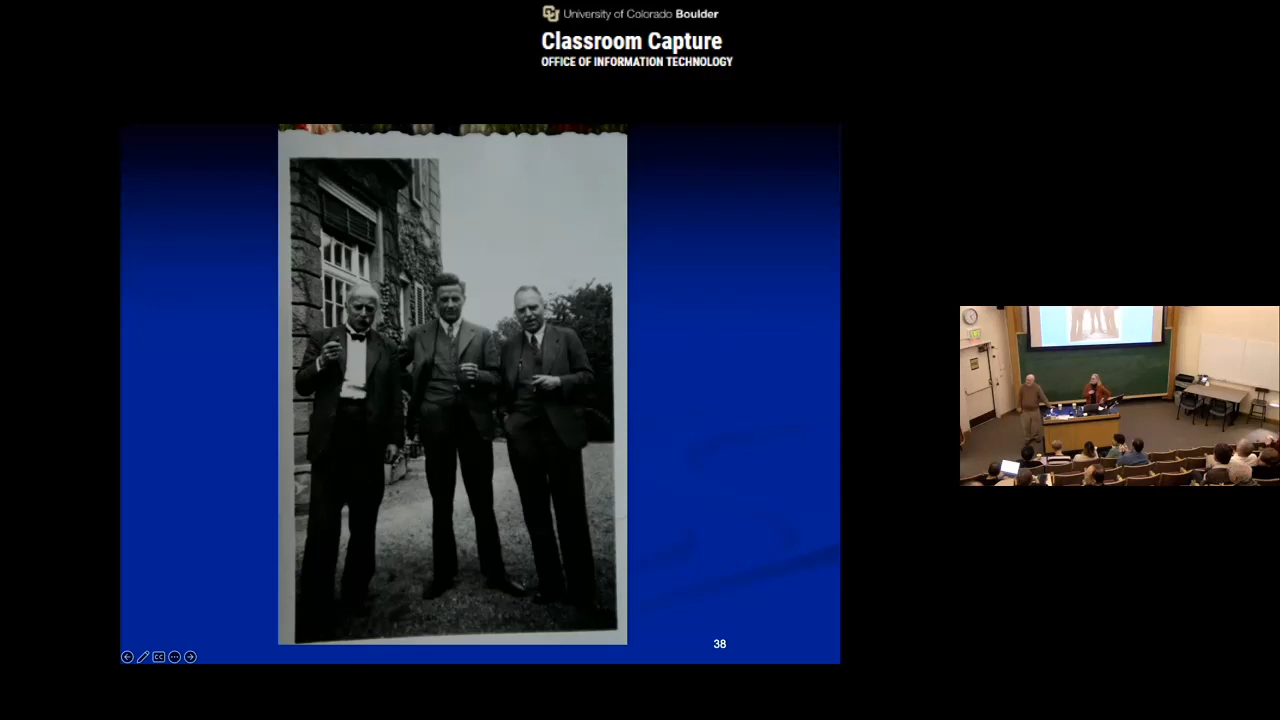 University of Colorado Boulder
Classroom Capture
OFFICE OF INFORMATION TECHNOLOGY
38